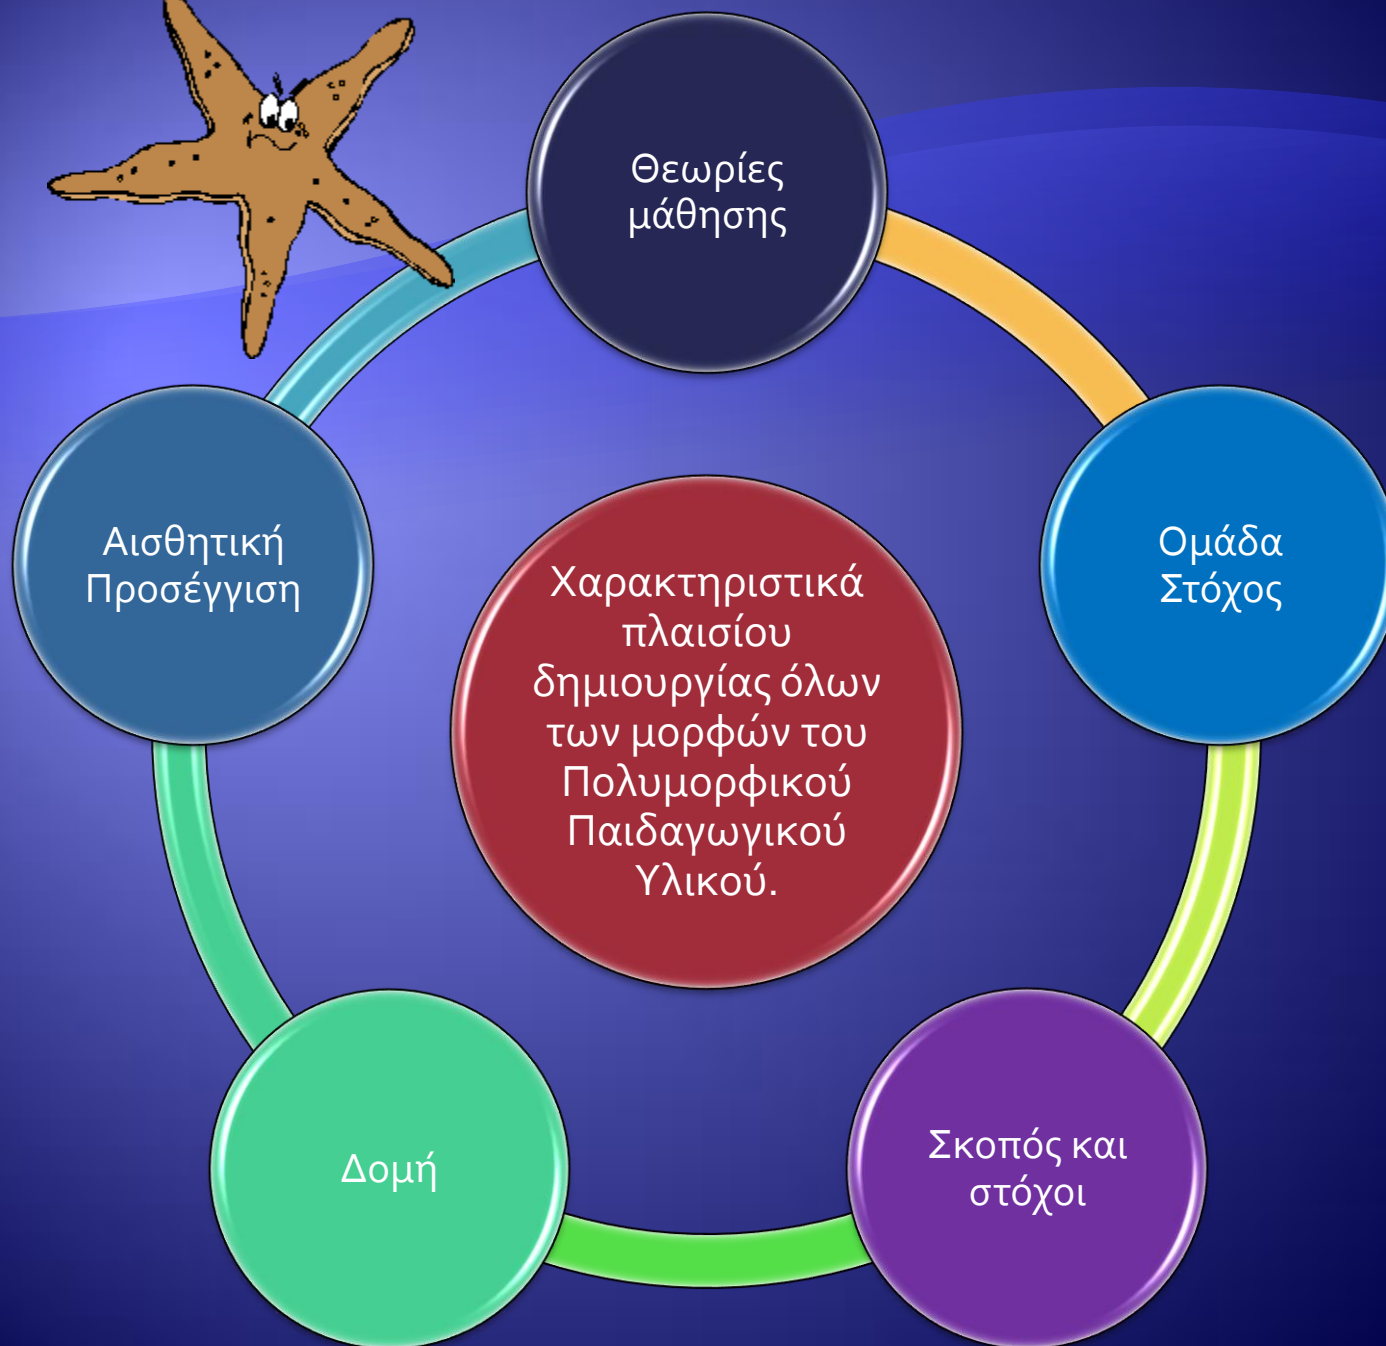 Θεωρίες
μάθησης
Ομάδα
Στόχος
Σκοπός και
στόχοι
Δομή
Αισθητική
Προσέγγιση
Χαρακτηριστικά
πλαισίου
δημιουργίας όλων
των μορφών του
Πολυμορφικού
Παιδαγωγικού
Υλικού.